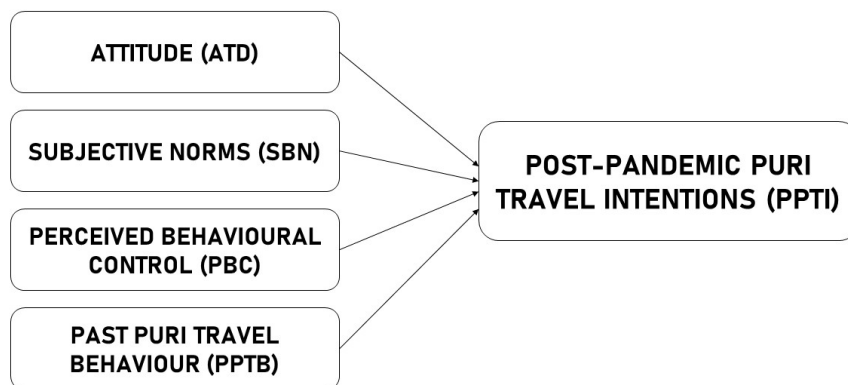 ATTITUDE (ATD)
SUBJECTIVE NORMS (SBN)
PERCEIVED BEHAVIOURAL
CONTROL (PBC)
PAST PURI TRAVEL
BEHAVIOUR (PPTB)
POST-PANDEMIC PURI
TRAVEL INTENTIONS (PPTI)